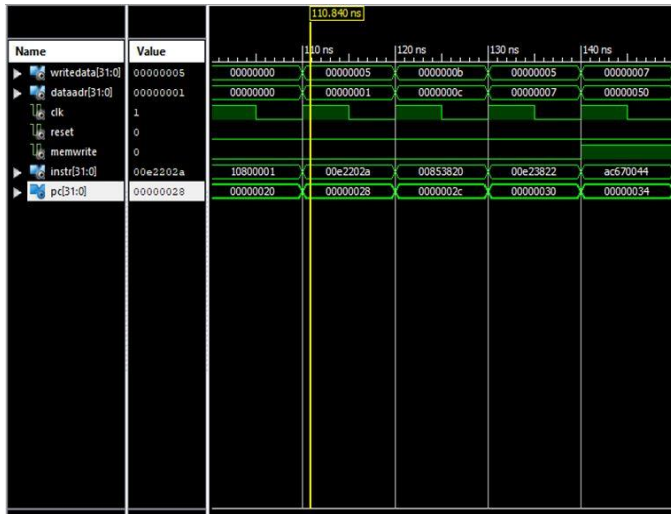 110.840 ns
Name Value
110 ns 120 ns 130 ns 140 ns
writedata[31:0] 00000005 00000000 00000005 0000000b 00000005 00000007
dataadr[31:0] 00000001 00000000 00000001 0000000c 00000007 00000050
clk 1
reset 0
memwrite 0
instr[31:0] 00e2202a 10800001 00e2202a 00853820 00e23822 ac670044
pc[31:0] 00000028 00000020 00000028 0000002c 00000030 00000034